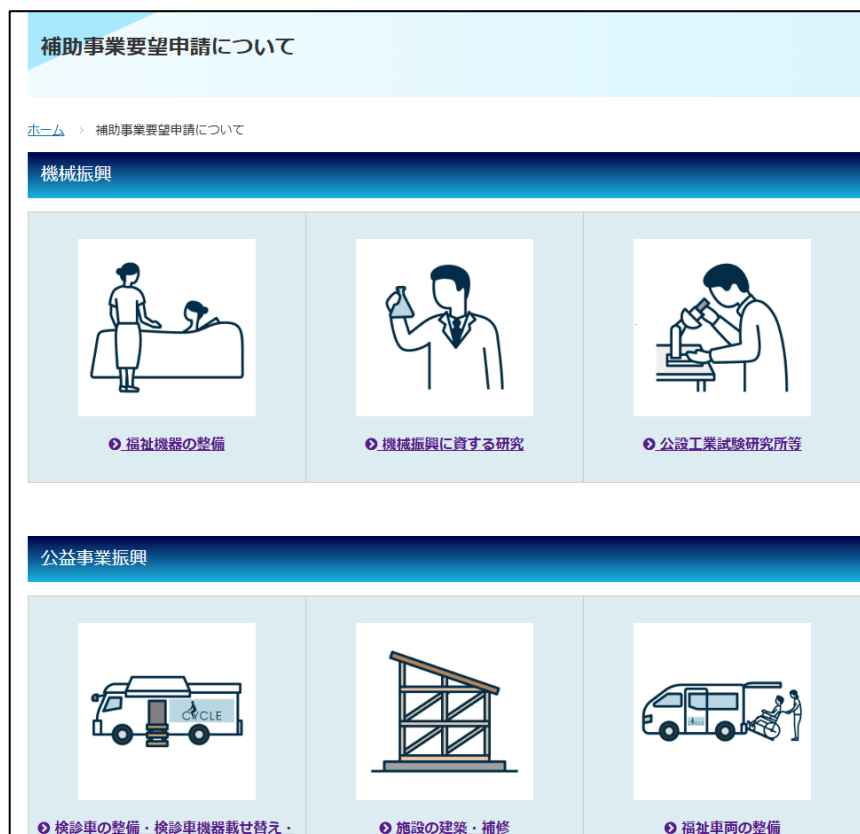 補助事業要望申請について
ホーム > 補助事業要望申請について
機械振興
福祉機器の整備
機械振興に資する研究
公設工業試験研究所等
公益事業振興
CYCLE
CYCLE
検診車の整備・検診車機器載せ替え・
施設の建築・補修
福祉車両の整備